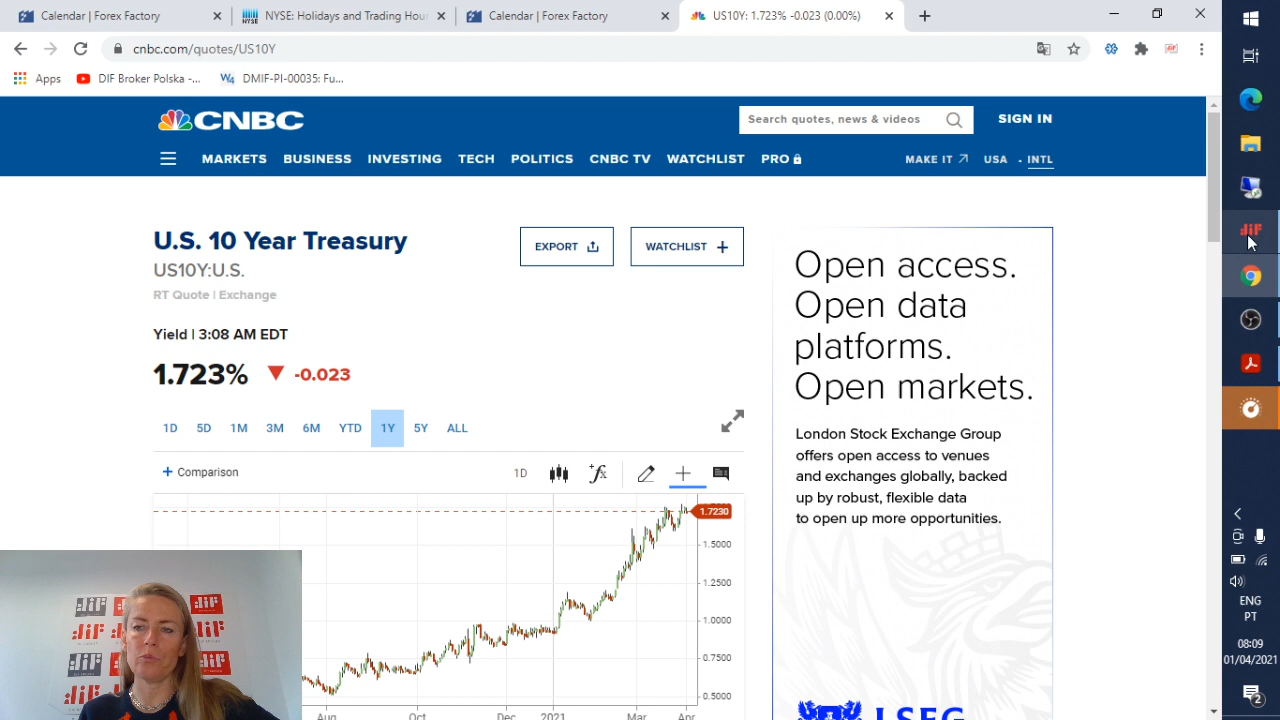 Calendar | Forex Factory
NYSE: Holidays and Trading Hour
Calendar | Forex Factory
US10Y: 1.723% -0.023 (0.00%)
cnbc.com/quotes/US10Y
Apps
DIF Broker Polska -...
W4 DMIF-PI-00035: Fu...
CNBC
Search quotes, news & videos
SIGN IN
MARKETS BUSINESS INVESTING TECH POLITICS CNBC TV WATCHLIST PRO
MAKE IT USA INTL
U.S. 10 Year Treasury
US10Y:U.S.
RT Quote | Exchange
EXPORT
WATCHLIST +
Yield | 3:08 AM EDT
1.723% ▼ -0.023
1D 5D 1M 3M 6M YTD 1Y 5Y ALL
+ Comparison
1D
1.7230
1.5000
1.2500
1.0000
0.7500
0.5000
Aug Oct Dec 2021 Mar Apr
Open access.
Open data
platforms.
Open markets.
London Stock Exchange Group
offers open access to venues
and exchanges globally, backed
up by robust, flexible data
to open up more opportunities.
LSEG
ENG
PT
08:09
01/04/2021
2